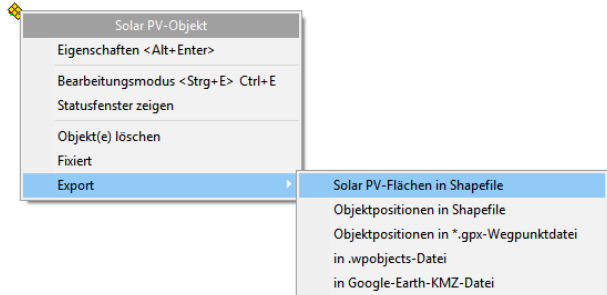 Solar PV-Objekt
Eigenschaften <Alt+Enter>
Bearbeitungsmodus <Strg+E> Ctrl+E
Statusfenster zeigen
Objekt(e) löschen
Fixiert
Export
Solar PV-Flächen in Shapefile
Objektpositionen in Shapefile
Objektpositionen in *.gpx-Wegpunktdatei
in .wpobjects-Datei
in Google-Earth-KMZ-Datei